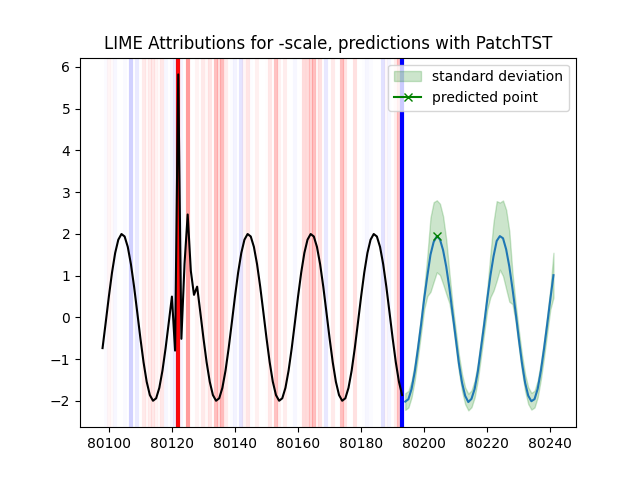 LIME Attributions for -scale, predictions with PatchTST
standard deviation
predicted point
6
5
4
3
2
1
0
−1
−2
80100 80120 80140 80160 80180 80200 80220 80240